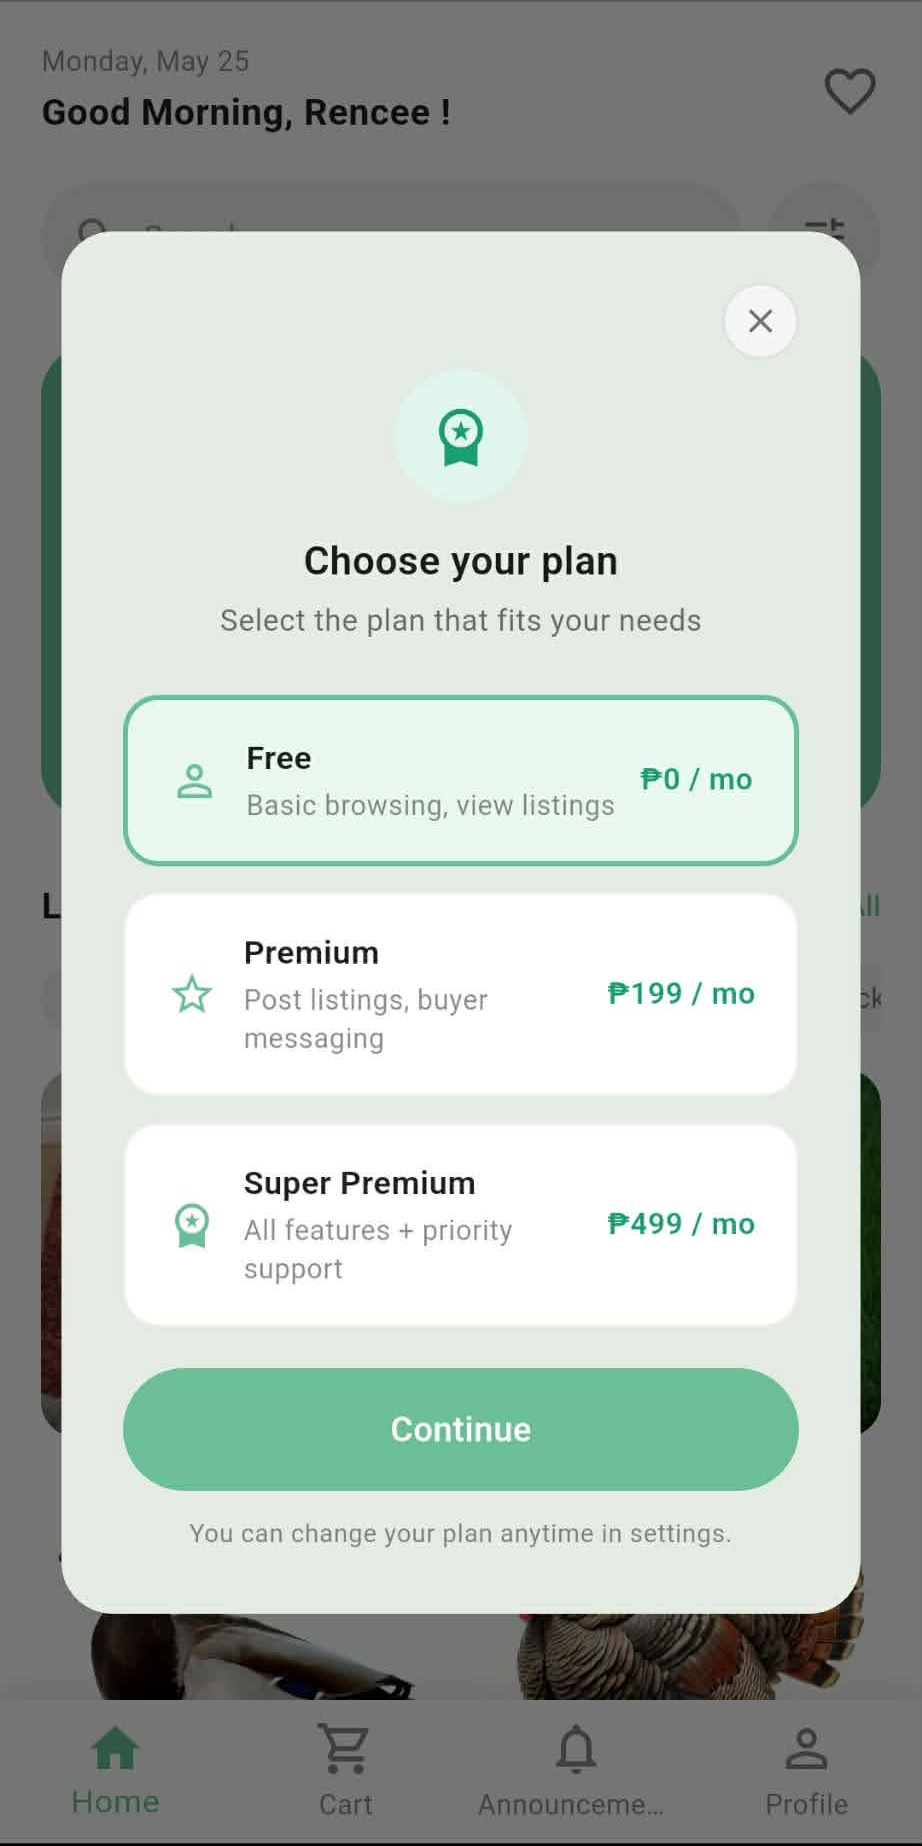 Monday, May 25
Good Morning, Rencee !
Choose your plan
Select the plan that fits your needs
Free
Basic browsing, view listings
₱0 / mo
Premium
Post listings, buyer
messaging
₱199 / mo
Super Premium
All features + priority
support
₱499 / mo
Continue
You can change your plan anytime in settings.
Home
Cart
Announceme...
Profile